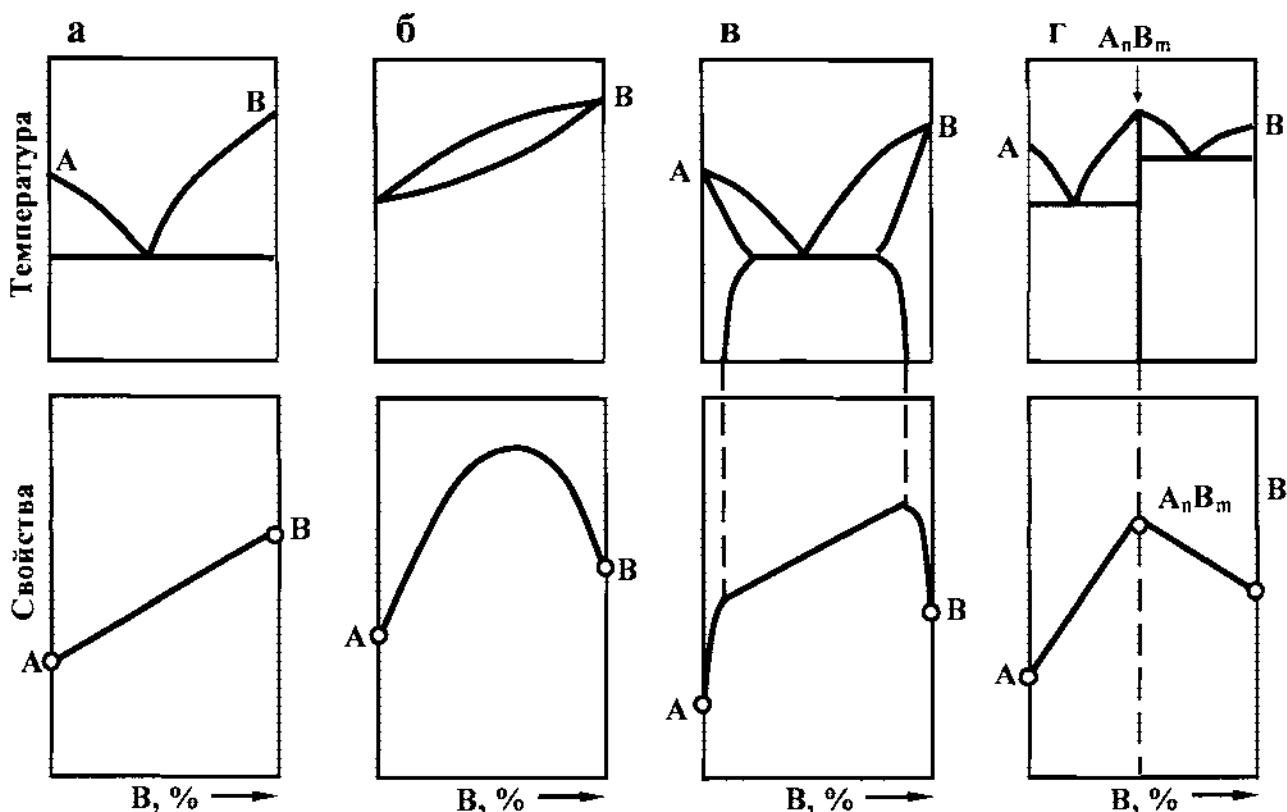 а б в г
AₙBₘ
Температура
A B
B
A B
A B
Свойства
A B
A B
A B
A AₙBₘ B
B, % B, % B, % B, %